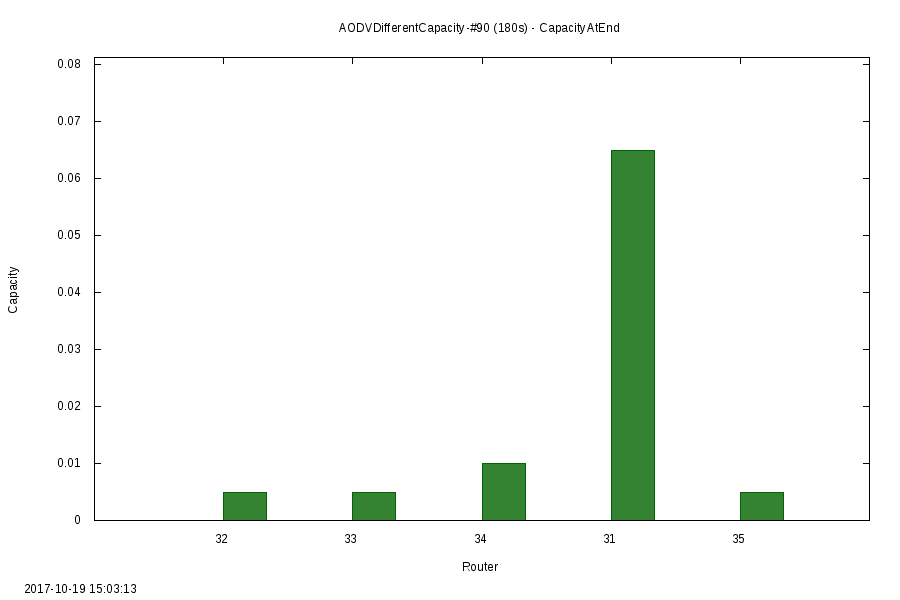 AODVDifferentCapacity-#90 (180s) - CapacityAtEnd
0.08
0.07
0.06
0.05
0.04
0.03
0.02
0.01
0
Capacity
32 33 34 31 35
Router
2017-10-19 15:03:13